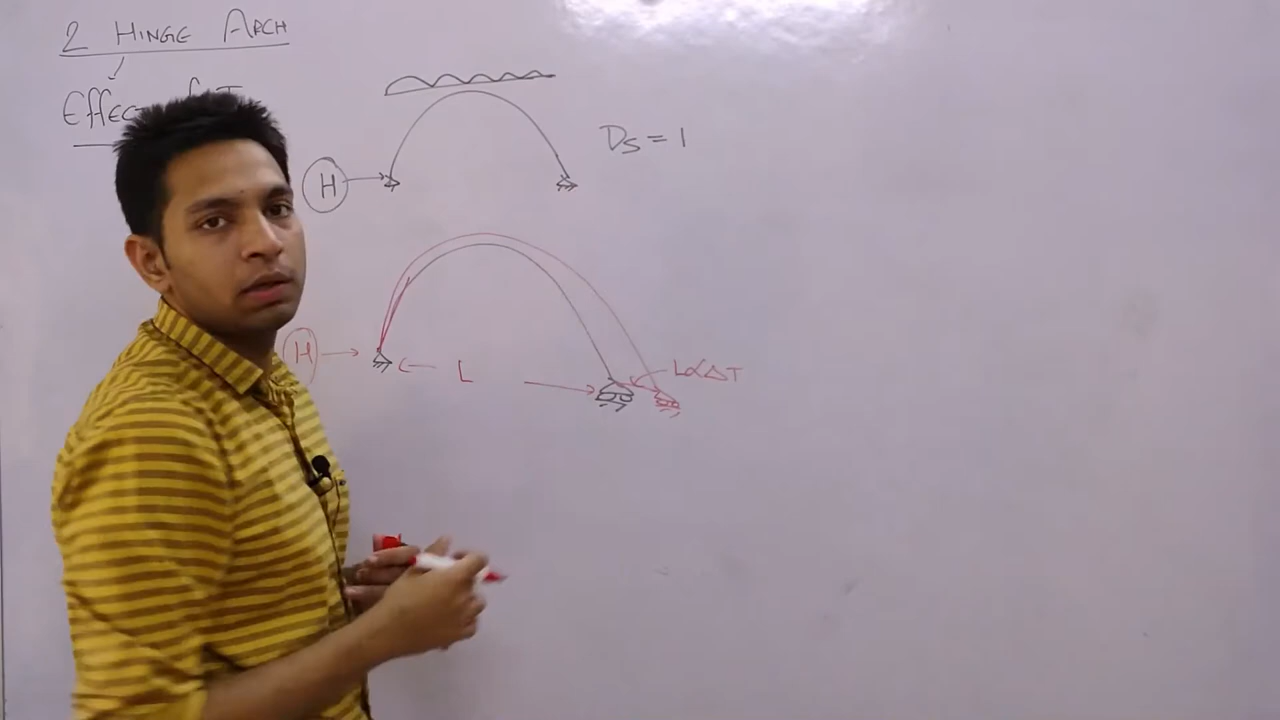 2 HINGE ARCH
Effect of T
H
Ds = 1
H
L
LαΔT